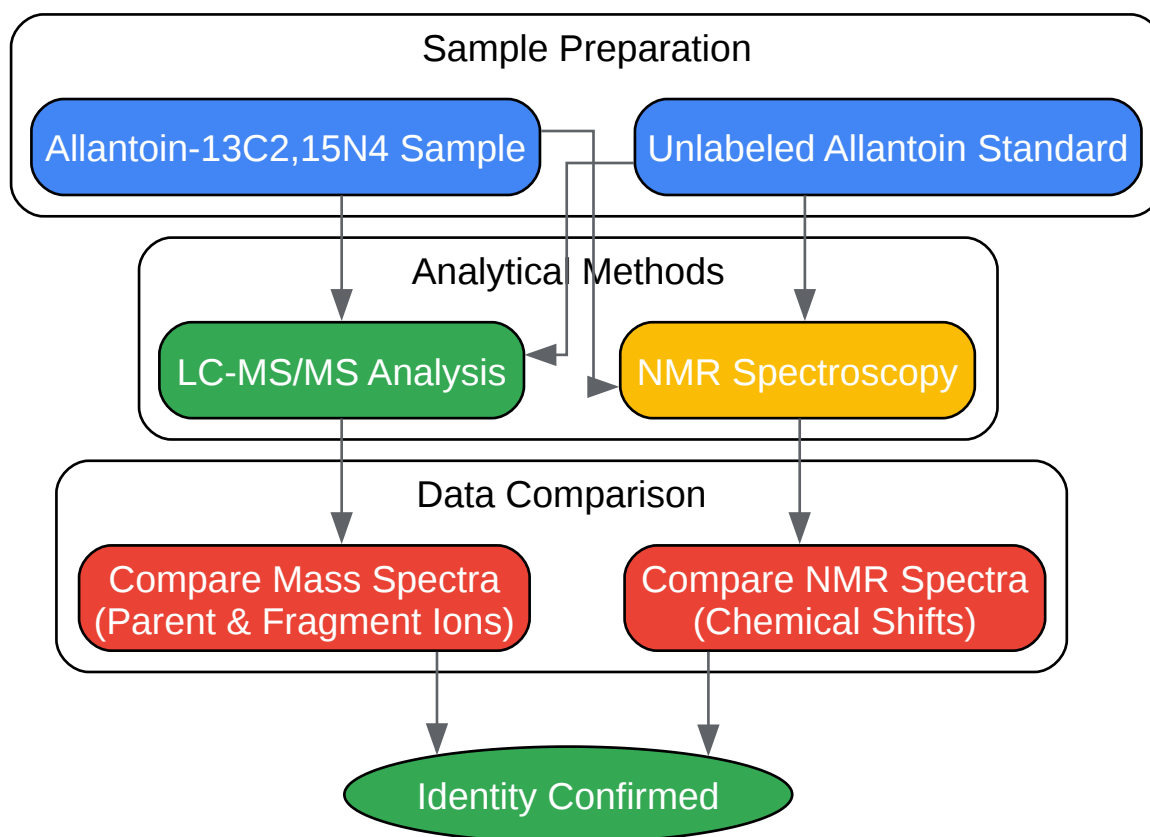 Sample Preparation
Allantoin-13C2,15N4 Sample
Unlabeled Allantoin Standard
Analytical Methods
LC-MS/MS Analysis
NMR Spectroscopy
Data Comparison
Compare Mass Spectra
(Parent & Fragment Ions)
Compare NMR Spectra
(Chemical Shifts)
Identity Confirmed